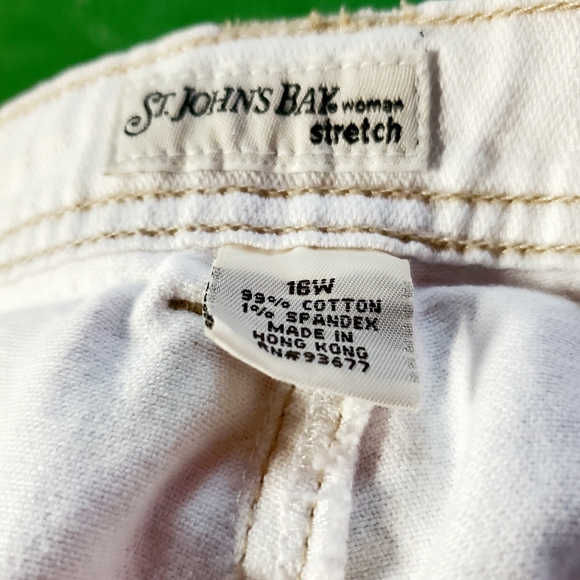 ST. JOHN'S BAY woman
stretch
16W
99% COTTON
1% SPANDEX
MADE IN
HONG KONG
RN#93677